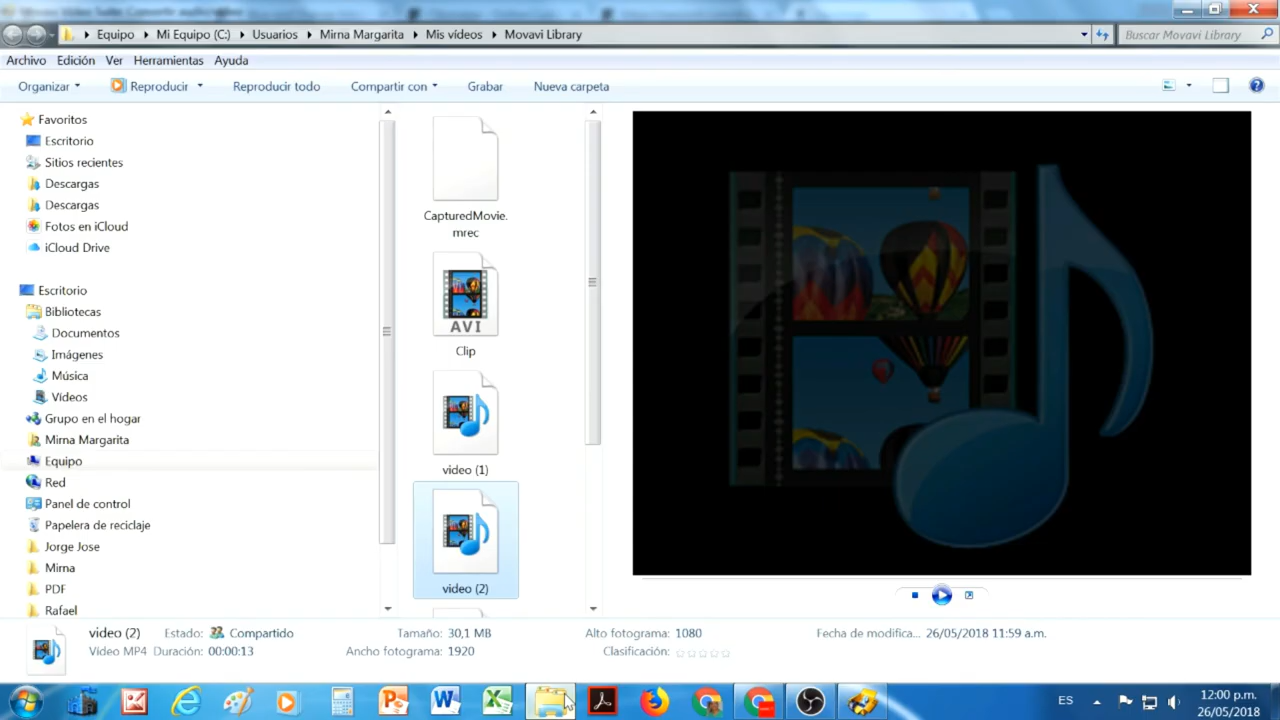 Equipo ▸ Mi Equipo (C:) ▸ Usuarios ▸ Mirna Margarita ▸ Mis vídeos ▸ Movavi Library
Buscar Movavi Library
Archivo Edición Ver Herramientas Ayuda
Organizar Reproducir Reproducir todo Compartir con Grabar Nueva carpeta
Favoritos
Escritorio
Sitios recientes
Descargas
Descargas
Fotos en iCloud
iCloud Drive
Escritorio
Bibliotecas
Documentos
Imágenes
Música
Vídeos
Grupo en el hogar
Mirna Margarita
Equipo
Red
Panel de control
Papelera de reciclaje
Jorge Jose
Mirna
PDF
Rafael
CapturedMovie.
mrec
AVI
Clip
video (1)
video (2)
video (2) Estado: Compartido Tamaño: 30,1 MB Alto fotograma: 1080 Fecha de modifica... 26/05/2018 11:59 a.m.
Vídeo MP4 Duración: 00:00:13 Ancho fotograma: 1920 Clasificación:
ES
12:00 p.m.
26/05/2018